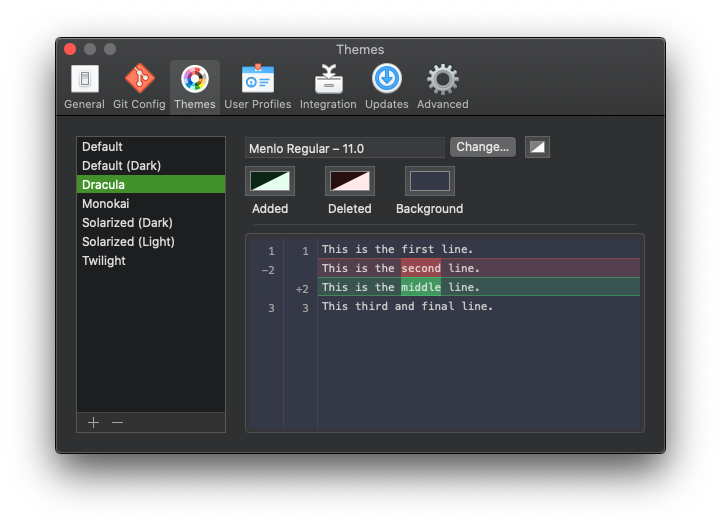 Themes
General Git Config Themes User Profiles Integration Updates Advanced
Default
Default (Dark)
Dracula
Monokai
Solarized (Dark)
Solarized (Light)
Twilight
Menlo Regular – 11.0 Change...
Added Deleted Background
1 1 This is the first line.
−2 This is the second line.
+2 This is the middle line.
3 3 This third and final line.